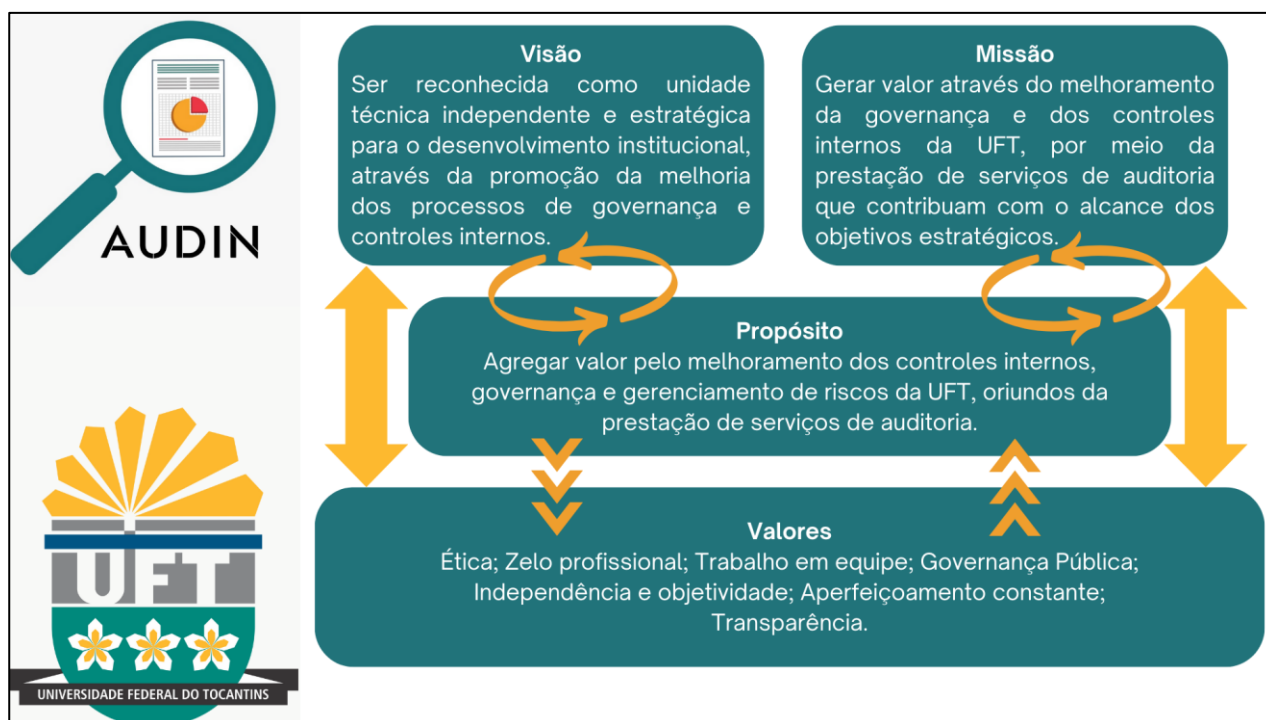 AUDIN
Visão
Ser reconhecida como unidade
técnica independente e estratégica
para o desenvolvimento institucional,
através da promoção da melhoria
dos processos de governança e
controles internos.
Missão
Gerar valor através do melhoramento
da governança e dos controles
internos da UFT, por meio da
prestação de serviços de auditoria
que contribuam com o alcance dos
objetivos estratégicos.
Propósito
Agregar valor pelo melhoramento dos controles internos,
governança e gerenciamento de riscos da UFT, oriundos da
prestação de serviços de auditoria.
Valores
Ética; Zelo profissional; Trabalho em equipe; Governança Pública;
Independência e objetividade; Aperfeiçoamento constante;
Transparência.
UFT
UNIVERSIDADE FEDERAL DO TOCANTINS